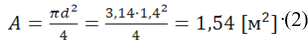 A = πd²/4 = 3,14·1,4²/4 = 1,54 [м²]·(2)